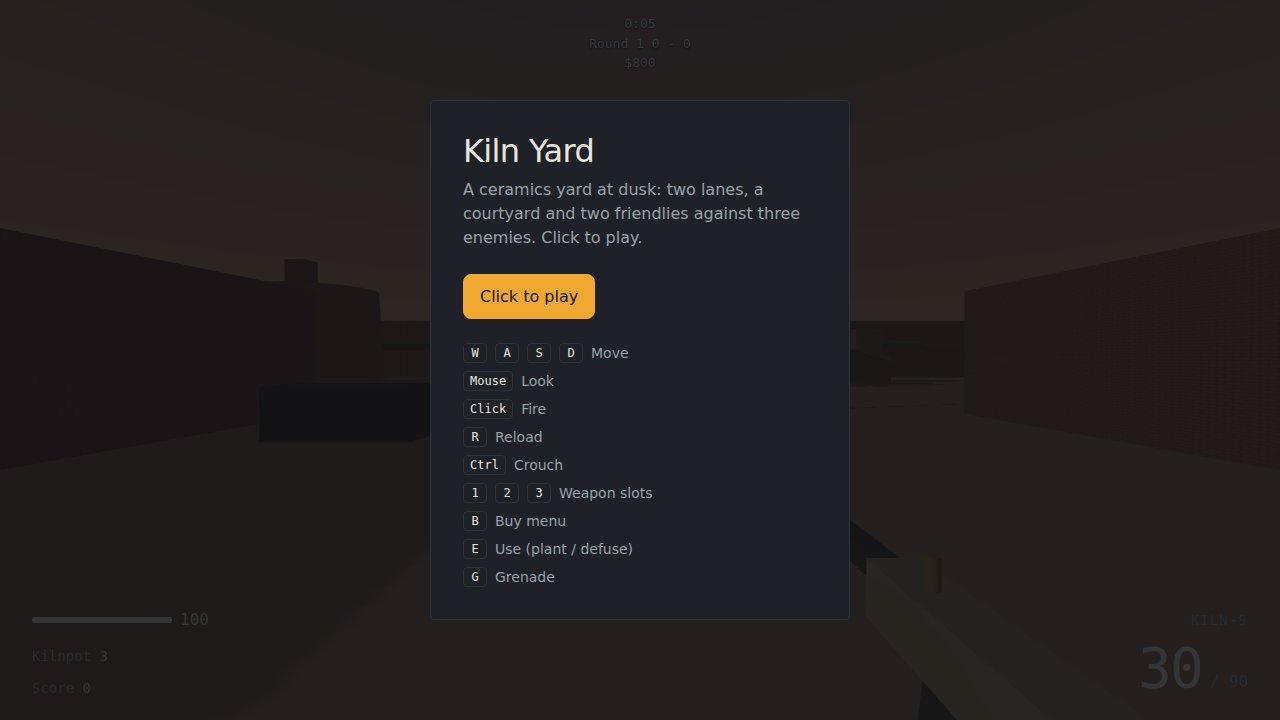 0:05
Round 1 0 - 0
$800
Kiln Yard
A ceramics yard at dusk: two lanes, a
courtyard and two friendlies against three
enemies. Click to play.
Click to play
W A S D Move
Mouse Look
Click Fire
R Reload
Ctrl Crouch
1 2 3 Weapon slots
B Buy menu
E Use (plant / defuse)
G Grenade
100
Kilnpot 3
Score 0
KILN-9
30 / 90